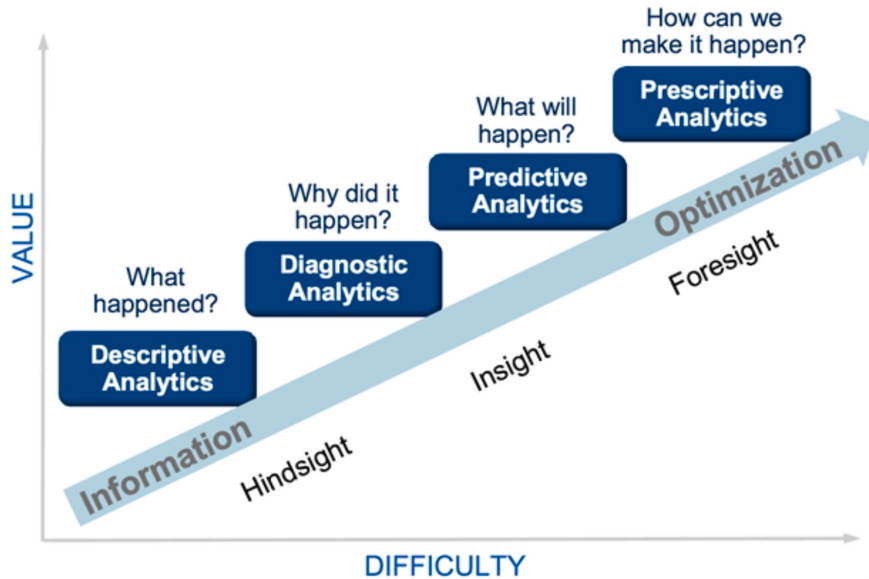 How can we
make it happen?
Prescriptive
Analytics
What will
happen?
Predictive
Analytics
Why did it
happen?
Diagnostic
Analytics
What
happened?
Descriptive
Analytics
VALUE
Information
Optimization
Hindsight
Insight
Foresight
DIFFICULTY